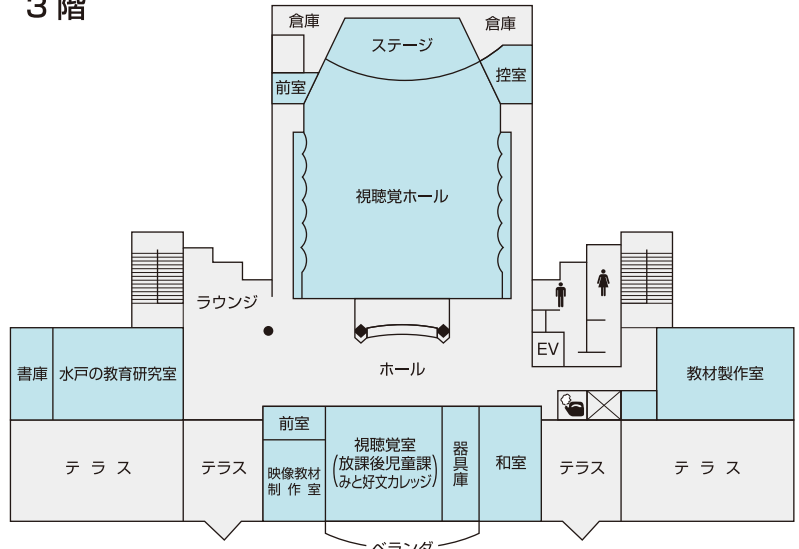 3階
倉庫
ステージ
倉庫
前室
控室
視聴覚ホール
ラウンジ
EV
ホール
書庫
水戸の教育研究室
教材製作室
前室
視聴覚室
(放課後児童課
みと好文カレッジ)
器具庫
和室
映像教材
制作室
テラス
テラス
テラス
テラス
ベランダ